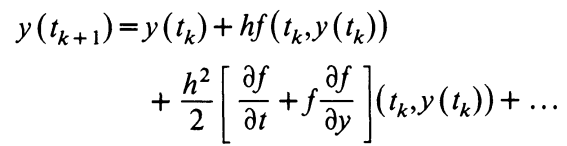 y(t_{k+1})=y(t_k)+hf(t_k,y(t_k))
+ \frac{h^2}{2}\left[\frac{\partial f}{\partial t}+f\frac{\partial f}{\partial y}\right](t_k,y(t_k))+...